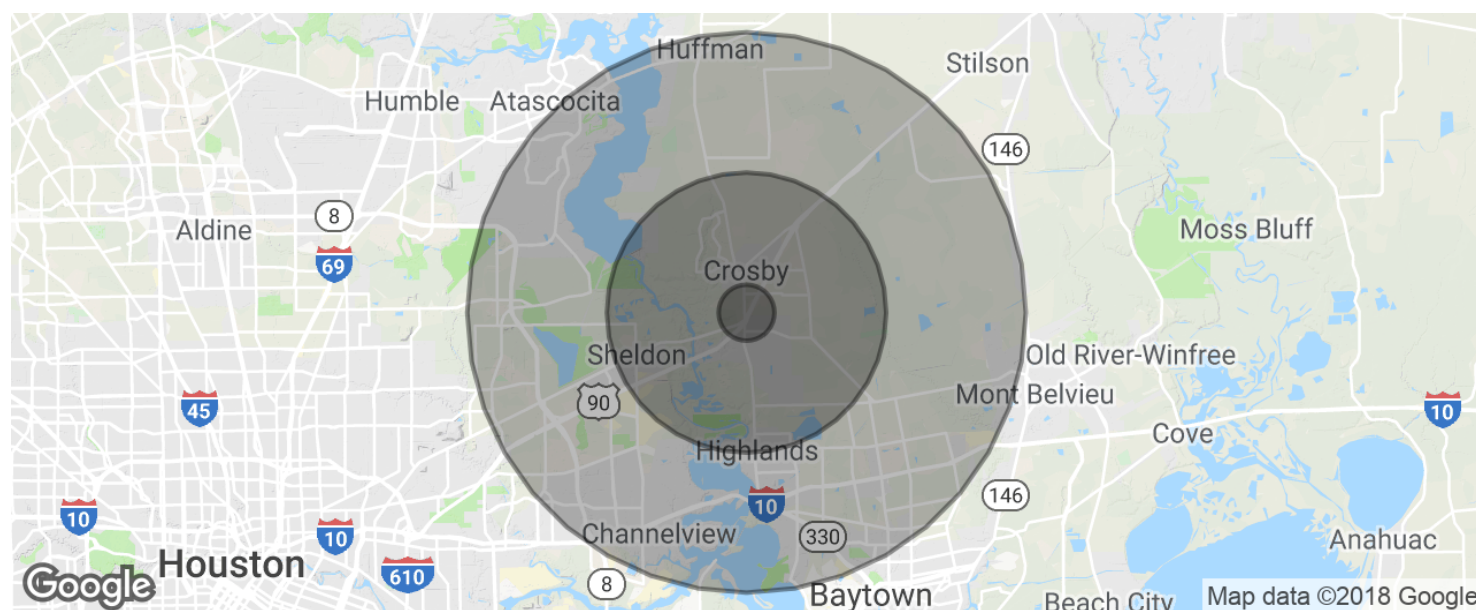 Huffman
Stilson
Humble
Atascocita
146
8
Aldine
Moss Bluff
69
Crosby
Sheldon
Old River-Winfree
90
Mont Belvieu
45
10
Cove
Highlands
146
10
10
Channelview
330
10
Anahuac
Houston
610
8
Google
Baytown
Beach City
Map data ©2018 Google